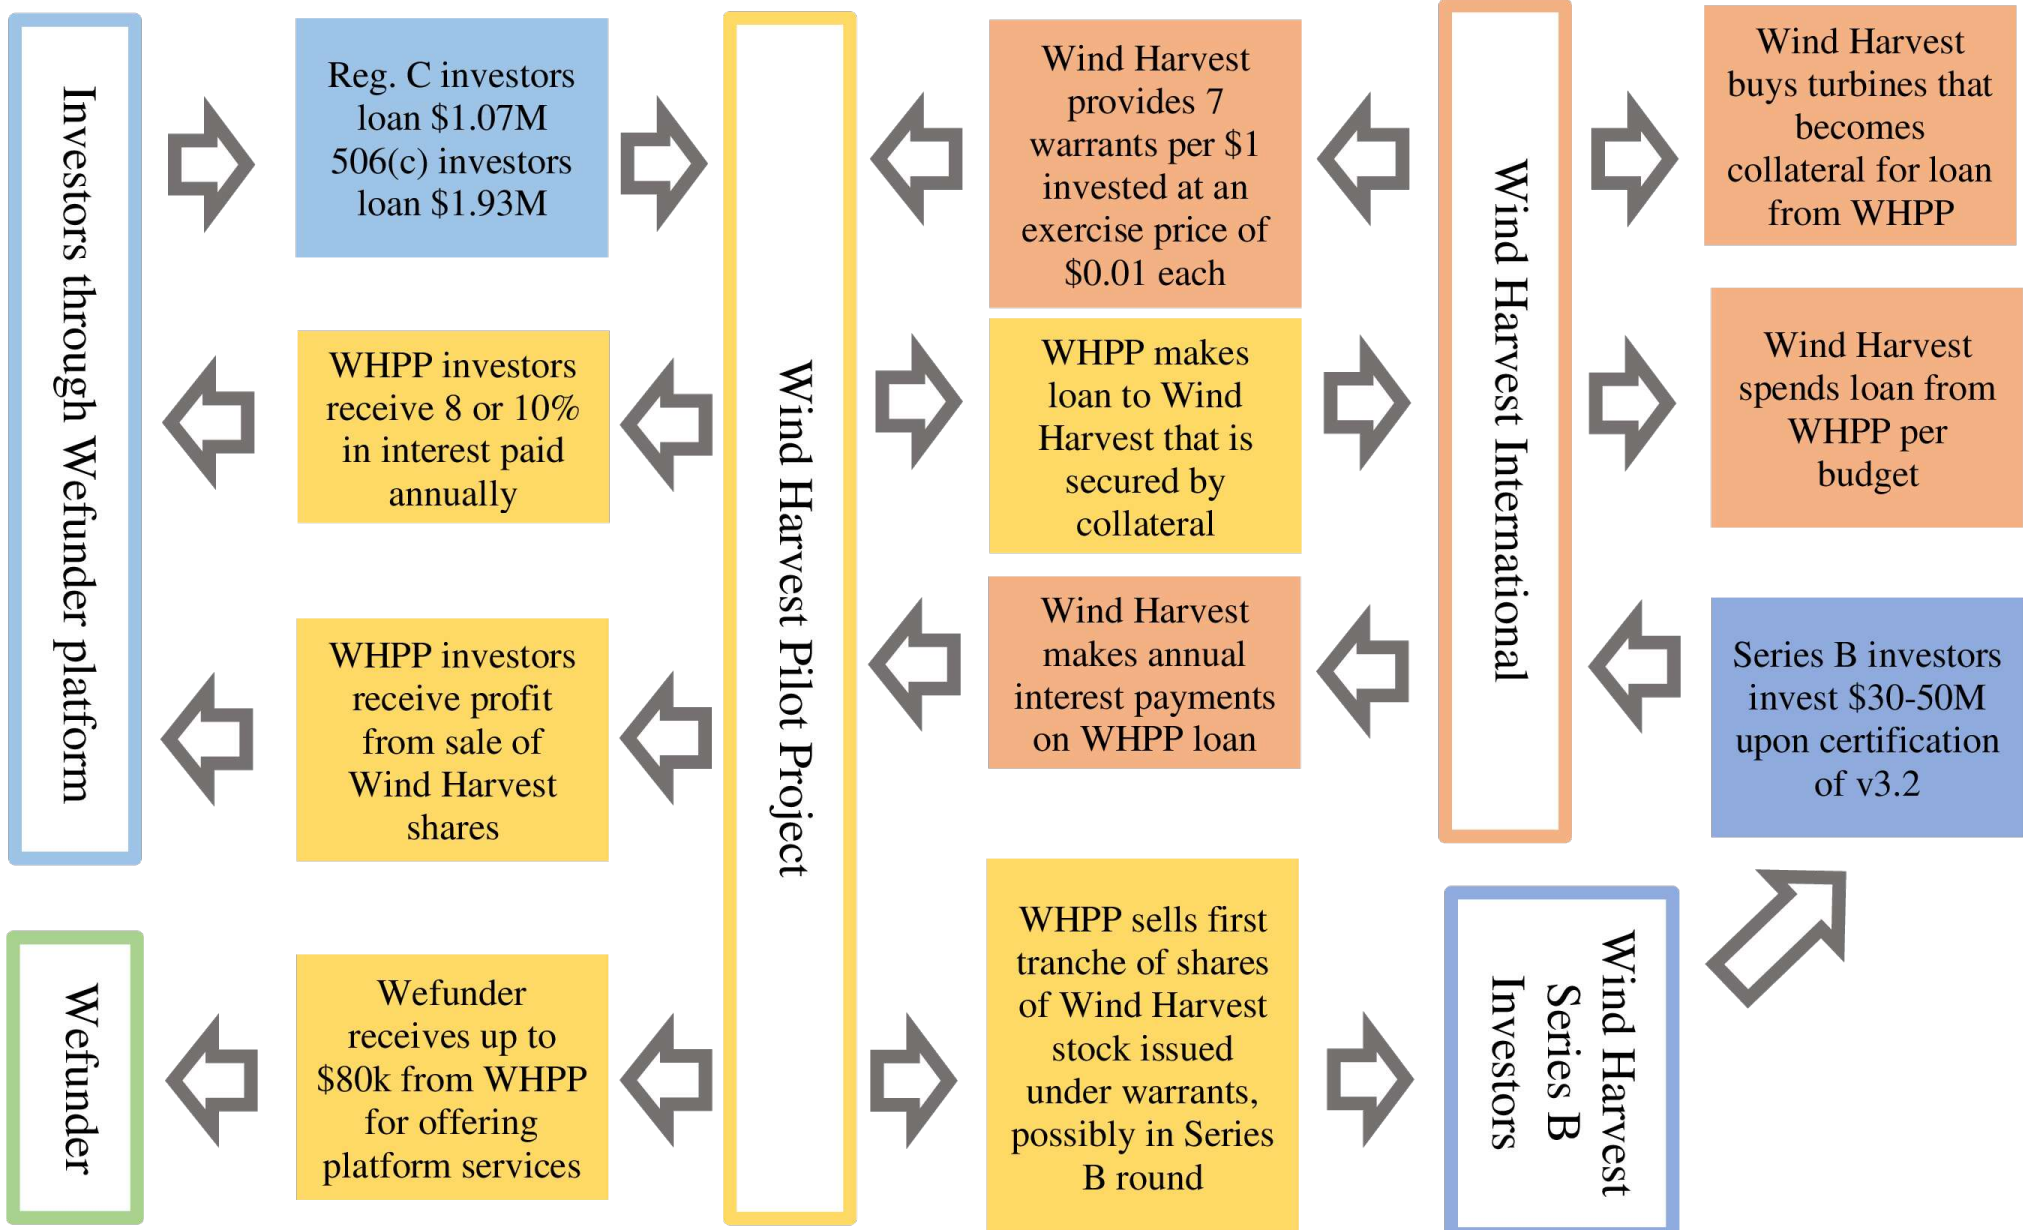 Investors through Wefunder platform
Reg. C investors
loan $1.07M
506(c) investors
loan $1.93M
WHPP investors
receive 8 or 10%
in interest paid
annually
WHPP investors
receive profit
from sale of
Wind Harvest
shares
Wefunder
Wefunder
receives up to
$80k from WHPP
for offering
platform services
Wind Harvest Pilot Project
Wind Harvest
provides 7
warrants per $1
invested at an
exercise price of
$0.01 each
WHPP makes
loan to Wind
Harvest that is
secured by
collateral
Wind Harvest
makes annual
interest payments
on WHPP loan
WHPP sells first
tranche of shares
of Wind Harvest
stock issued
under warrants,
possibly in Series
B round
Wind Harvest International
Wind Harvest
buys turbines that
becomes
collateral for loan
from WHPP
Wind Harvest
spends loan from
WHPP per
budget
Series B investors
invest $30-50M
upon certification
of v3.2
Wind Harvest
Series B
Investors